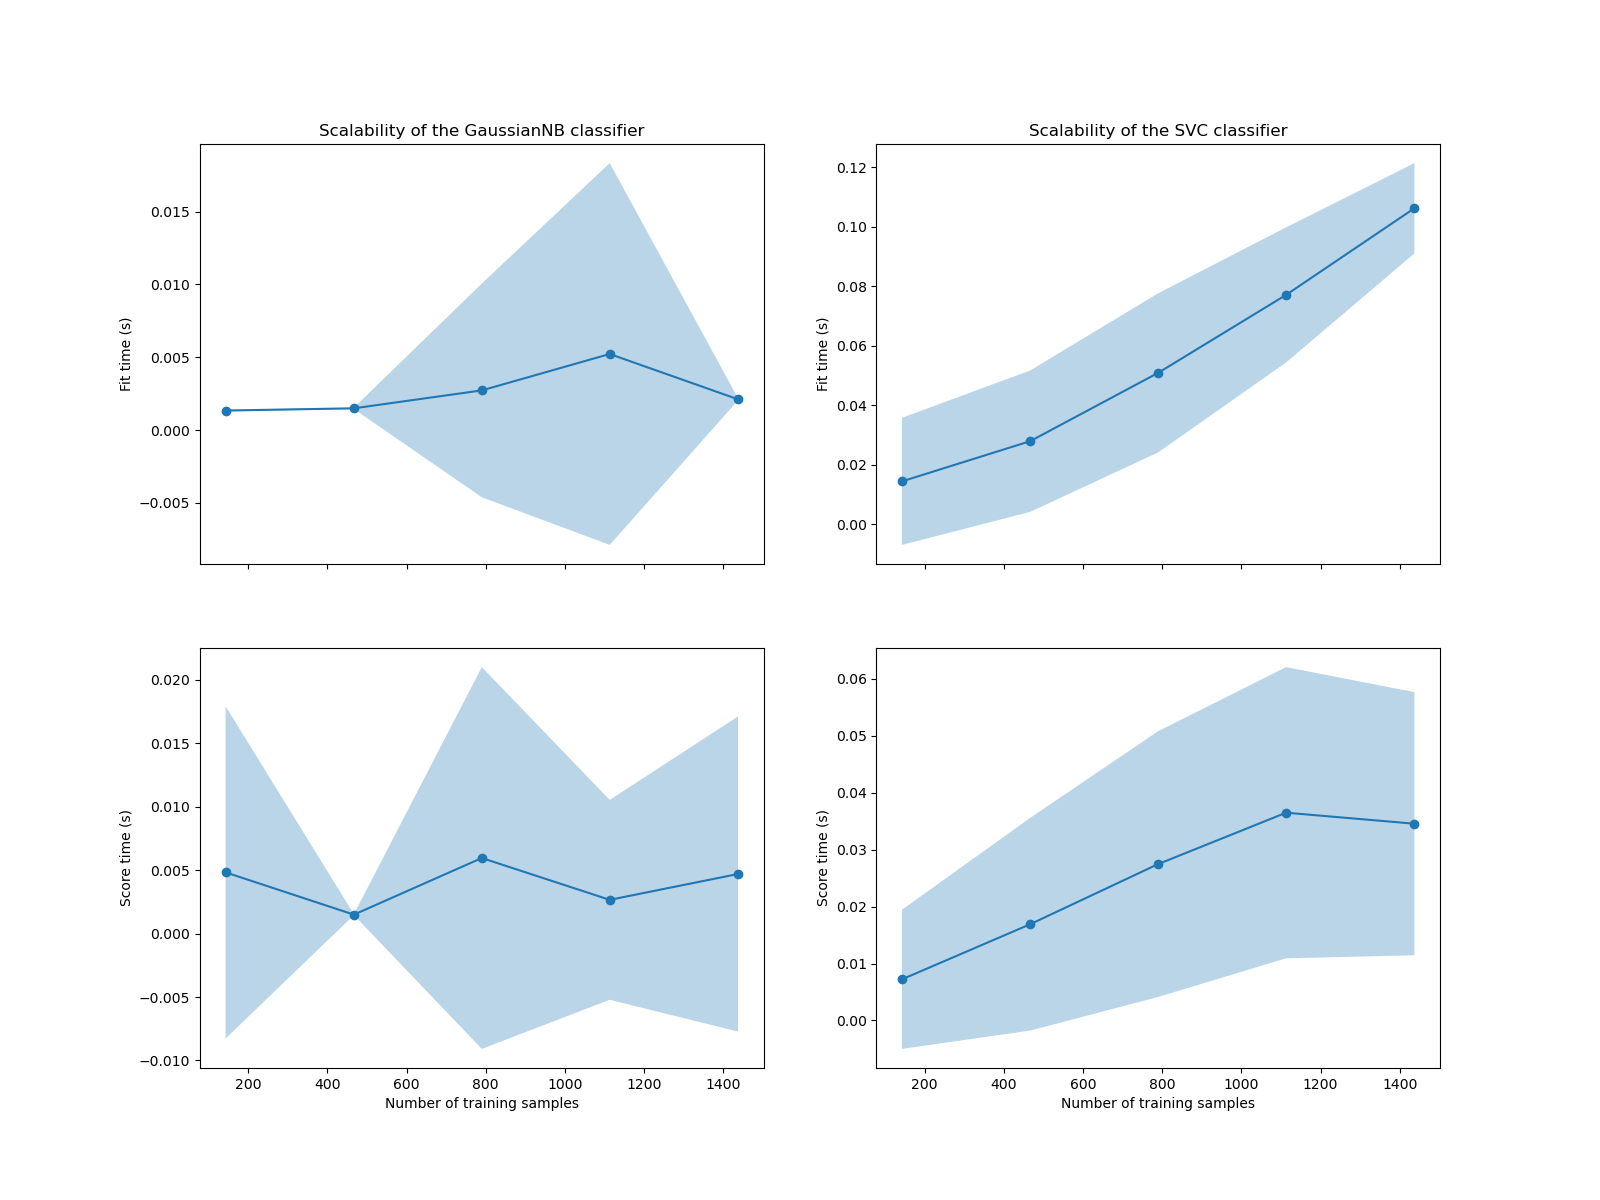 Scalability of the GaussianNB classifier
0.015
0.010
0.005
0.000
−0.005
Fit time (s)
Scalability of the SVC classifier
0.12
0.10
0.08
0.06
0.04
0.02
0.00
Fit time (s)
0.020
0.015
0.010
0.005
0.000
−0.005
−0.010
Score time (s)
200 400 600 800 1000 1200 1400
Number of training samples
0.06
0.05
0.04
0.03
0.02
0.01
0.00
Score time (s)
200 400 600 800 1000 1200 1400
Number of training samples